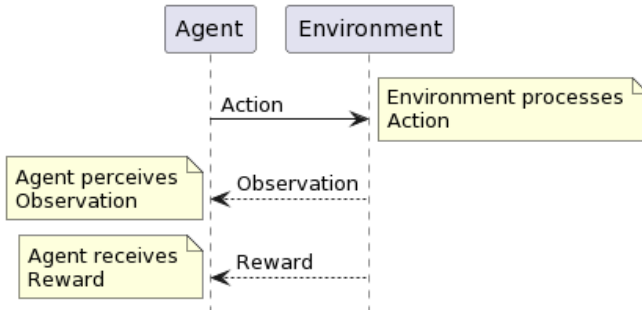 Agent
Environment
Action
Environment processes
Action
Observation
Agent perceives
Observation
Reward
Agent receives
Reward